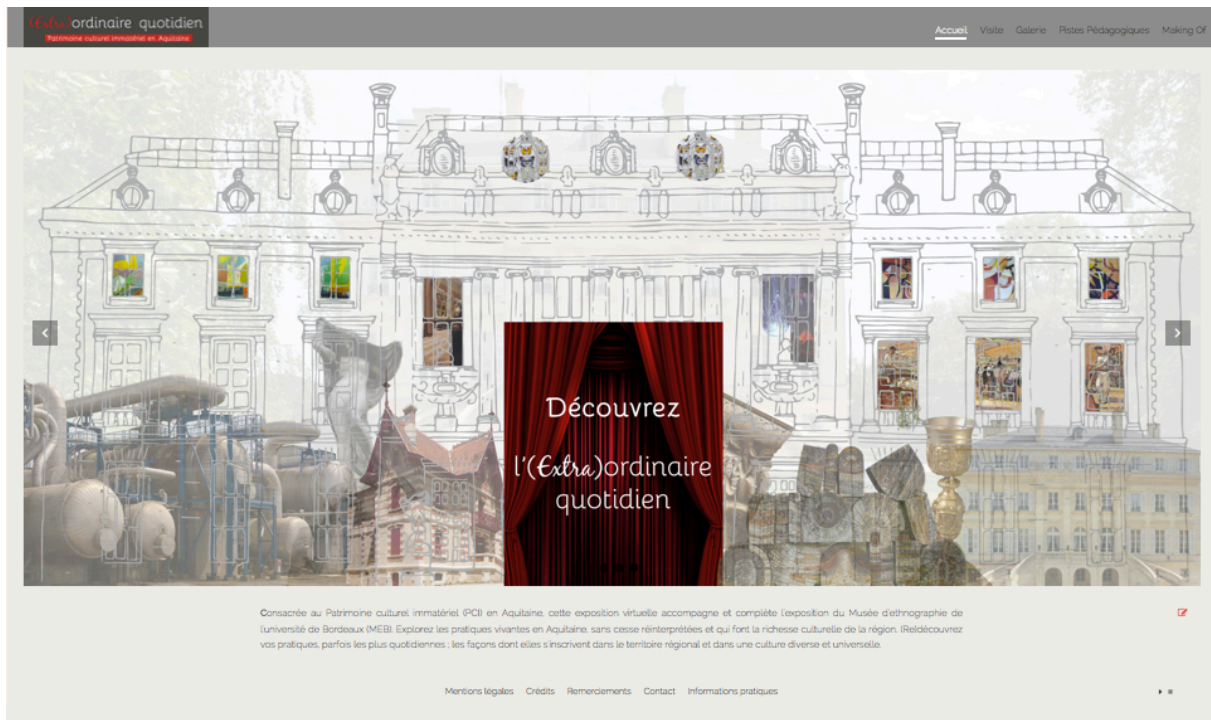 (Extra)ordinaire quotidien
Patrimoine culturel immatériel en Aquitaine
Accueil Visite Galerie Pistes Pédagogiques Making Of
Découvrez
l'(Extra)ordinaire
quotidien
Consacrée au Patrimoine culturel immatériel (PCI) en Aquitaine, cette exposition virtuelle accompagne et complète l'exposition du Musée d'ethnographie de
l'université de Bordeaux (MEB). Explorez les pratiques vivantes en Aquitaine, sans cesse réinterprétées et qui font la richesse culturelle de la région. (Re)découvrez
vos pratiques, parfois les plus quotidiennes ; les façons dont elles s'inscrivent dans le territoire régional et dans une culture diverse et universelle.
Mentions légales Crédits Remerciements Contact Informations pratiques